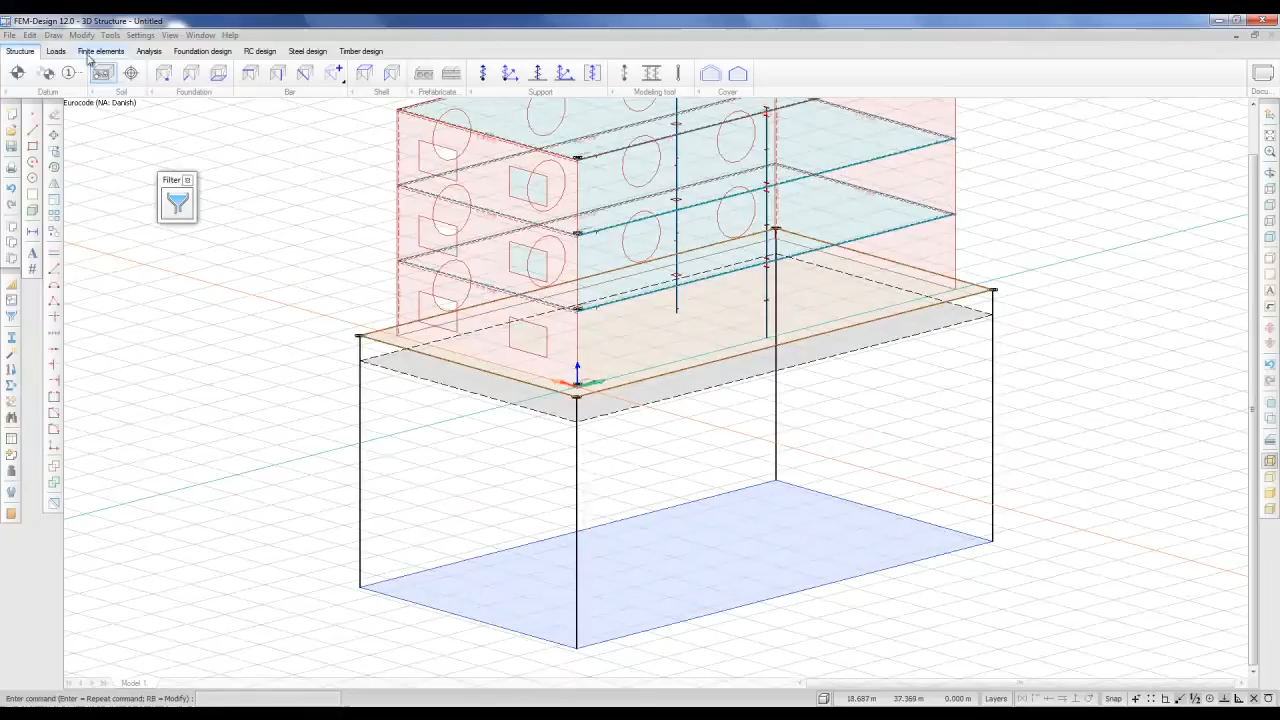 FEM-Design 12.0 - 3D Structure - Untitled
File Edit Draw Modify Tools Settings View Window Help
Structure Loads Finite elements Analysis Foundation design RC design Steel design Timber design
Datum Soil Foundation Bar Shell Prefabricate... Support Modeling tool Cover Docu...
Eurocode (NA: Danish)
Filter
Model 1
Enter command (Enter = Repeat command; RB = Modify) : 18.687 m 37.369 m 0.000 m Layers Snap